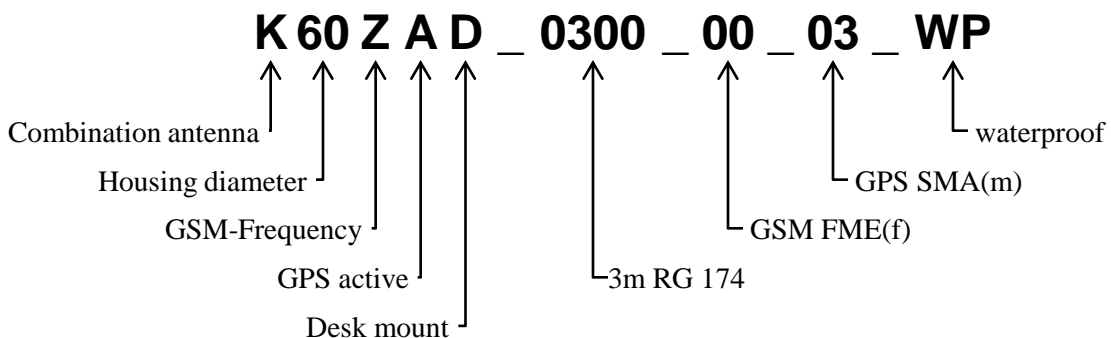 K 60 Z A D _ 0300 _ 00 _ 03 _ WP
Combination antenna
waterproof
Housing diameter
GPS SMA(m)
GSM-Frequency
GSM FME(f)
GPS active
3m RG 174
Desk mount